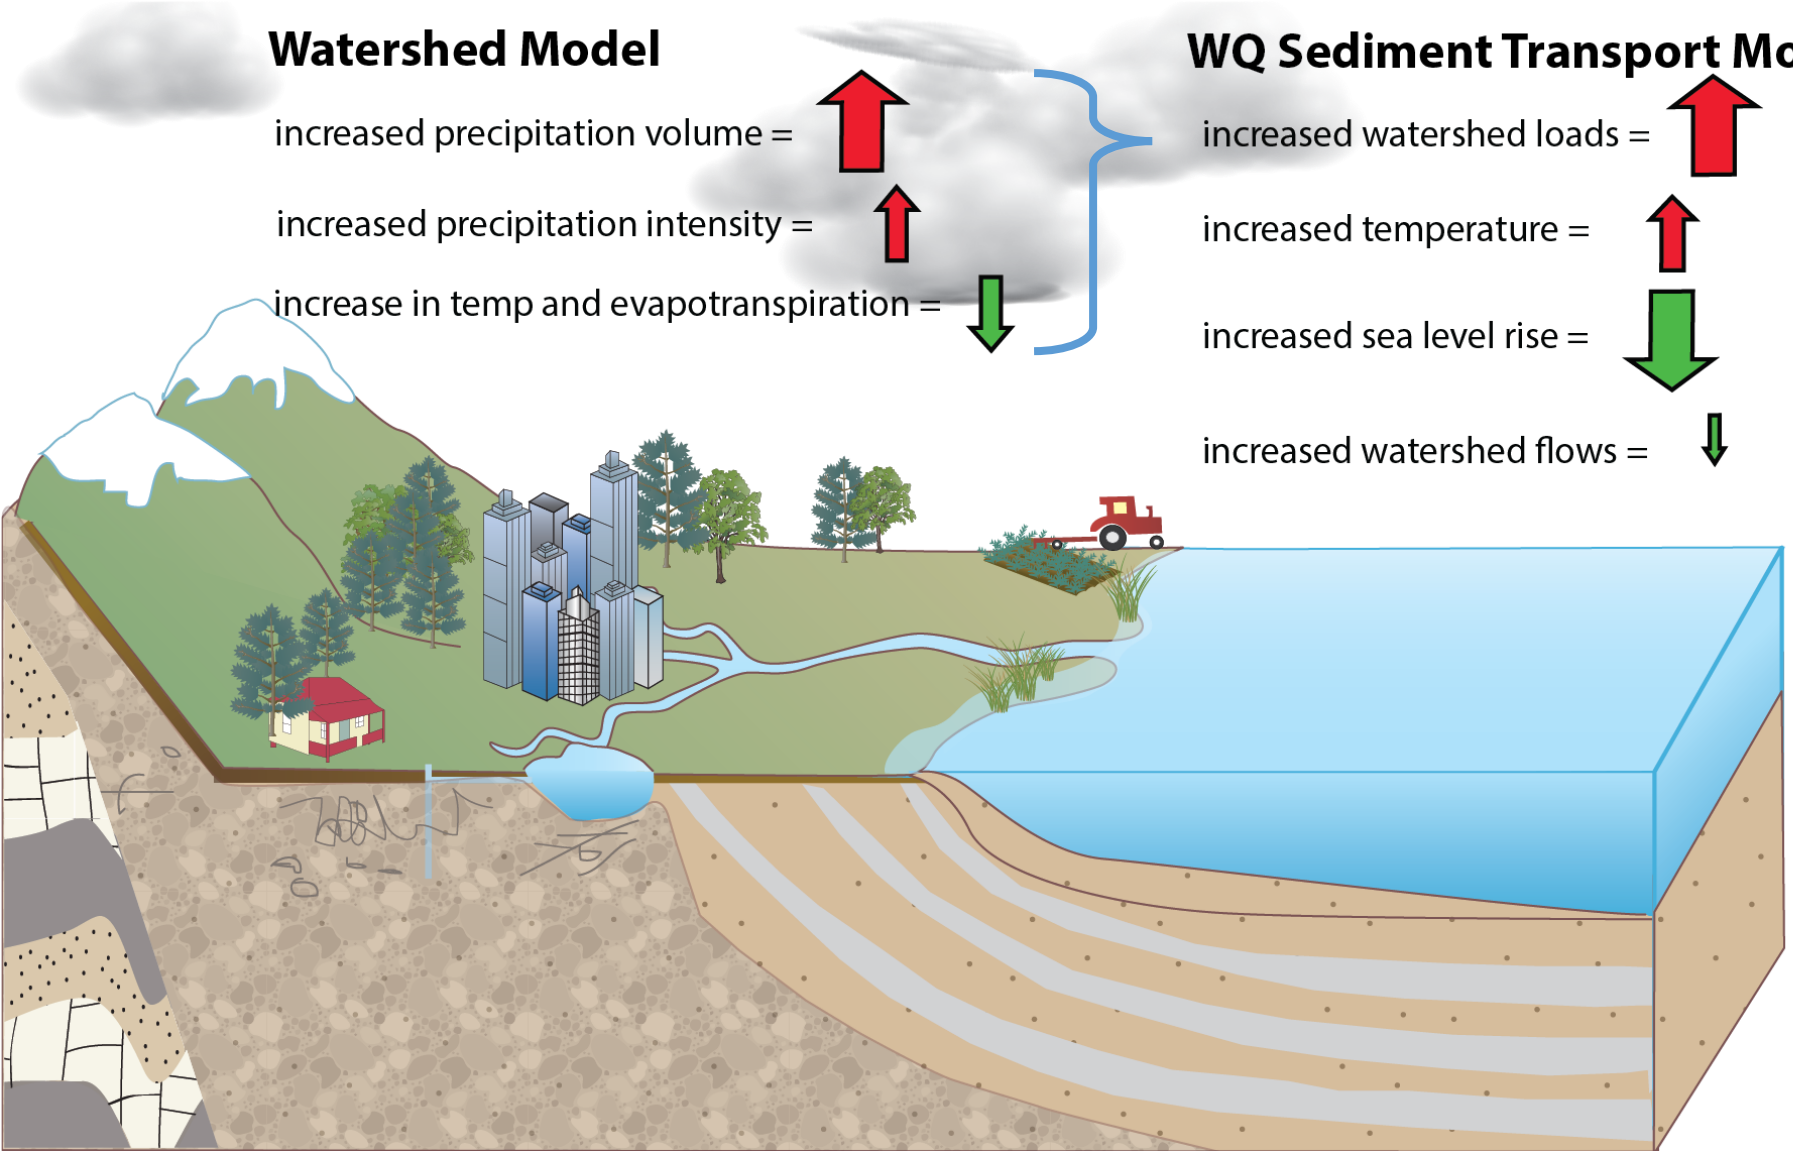 Watershed Model
increased precipitation volume =
increased precipitation intensity =
increase in temp and evapotranspiration =
WQ Sediment Transport Mo
increased watershed loads =
increased temperature =
increased sea level rise =
increased watershed flows =